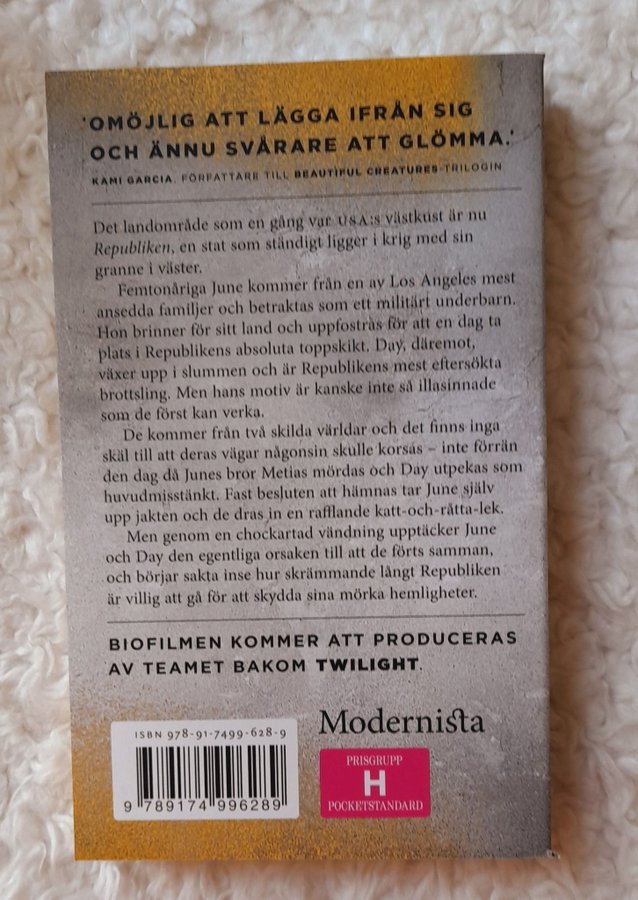 'OMÖJLIG ATT LÄGGA IFRÅN SIG
OCH ÄNNU SVÅRARE ATT GLÖMMA.'
KAMI GARCIA, FÖRFATTARE TILL BEAUTIFUL CREATURES-TRILOGIN
Det landområde som en gång var USA:s västkust är nu
Republiken, en stat som ständigt ligger i krig med sin
granne i väster.
Femtonåriga June kommer från en av Los Angeles mest
ansedda familjer och betraktas som ett militärt underbarn.
Hon brinner för sitt land och uppfostras för att en dag ta
plats i Republikens absoluta toppskikt. Day, däremot,
växer upp i slummen och är Republikens mest eftersökta
brottsling. Men hans motiv är kanske inte så illasinnade
som de först kan verka.
De kommer från två skilda världar och det finns inga
skäl till att deras vägar någonsin skulle korsas – inte förrän
den dag då Junes bror Metias mördas och Day utpekas som
huvudmisstänkt. Fast besluten att hämnas tar June själv
upp jakten och de dras in en rafflande katt-och-råtta-lek.
Men genom en chockartad vändning upptäcker June
och Day den egentliga orsaken till att de förts samman,
och börjar sakta inse hur skrämmande långt Republiken
är villig att gå för att skydda sina mörka hemligheter.
BIOFILMEN KOMMER ATT PRODUCERAS
AV TEAMET BAKOM TWILIGHT.
ISBN 978-91-7499-628-9
9 789174 996289
Modernista
PRISGRUPP
H
POCKETSTANDARD